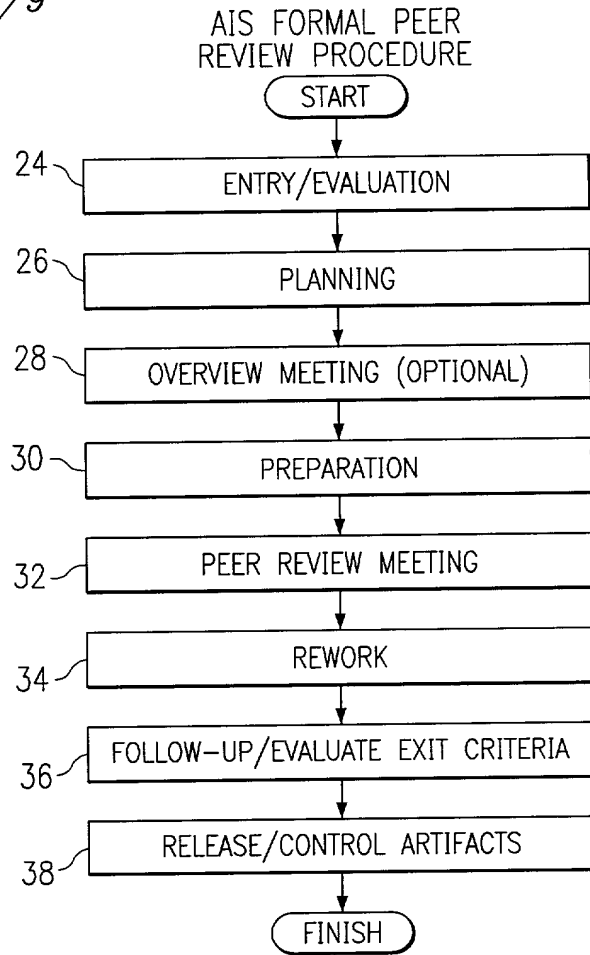 AIS FORMAL PEER
REVIEW PROCEDURE
START
24
ENTRY/EVALUATION
26
PLANNING
28
OVERVIEW MEETING (OPTIONAL)
30
PREPARATION
32
PEER REVIEW MEETING
34
REWORK
36
FOLLOW-UP/EVALUATE EXIT CRITERIA
38
RELEASE/CONTROL ARTIFACTS
FINISH